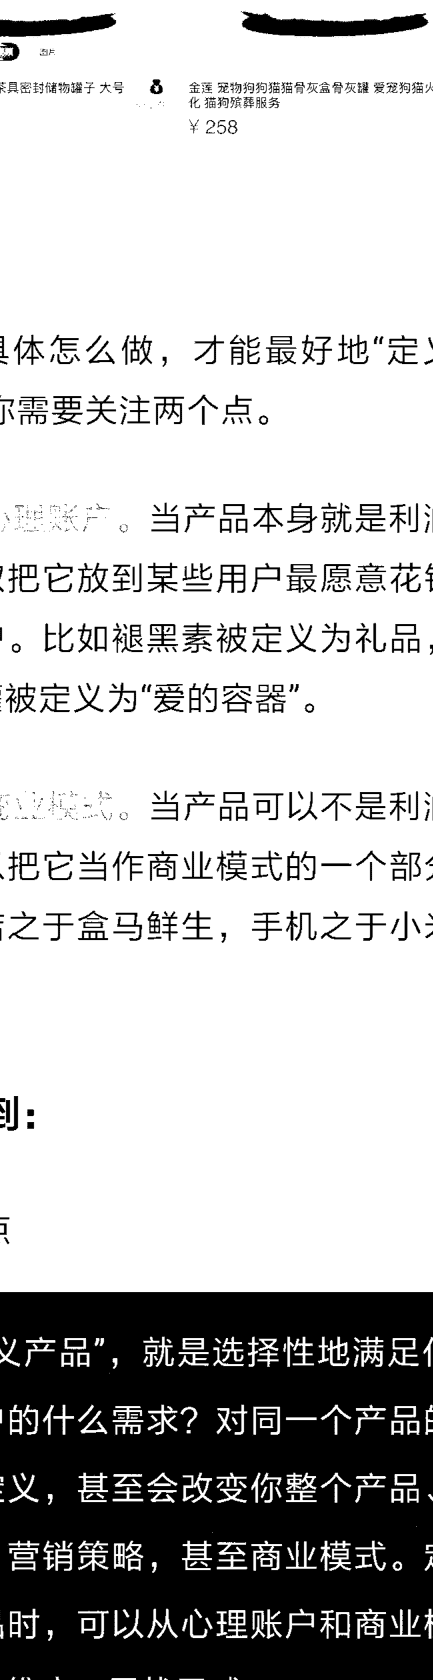 图片
茶具密封储物罐子 大号
金莲 宠物狗狗猫猫骨灰盒骨灰罐 爱宠狗猫火
化 猫狗殡葬服务
¥ 258
具体怎么做，才能最好地“定义
你需要关注两个点。
心理账户。当产品本身就是利润
把它放到某些用户最愿意花钱
。比如褪黑素被定义为礼品，
被定义为“爱的容器”。
商业模式。当产品可以不是利润
把它当作商业模式的一个部分
之于盒马鲜生，手机之于小米
到：
点
义产品”，就是选择性地满足
户的什么需求？对同一个产品的
定义，甚至会改变你整个产品、
营销策略，甚至商业模式。
品时，可以从心理账户和商业模